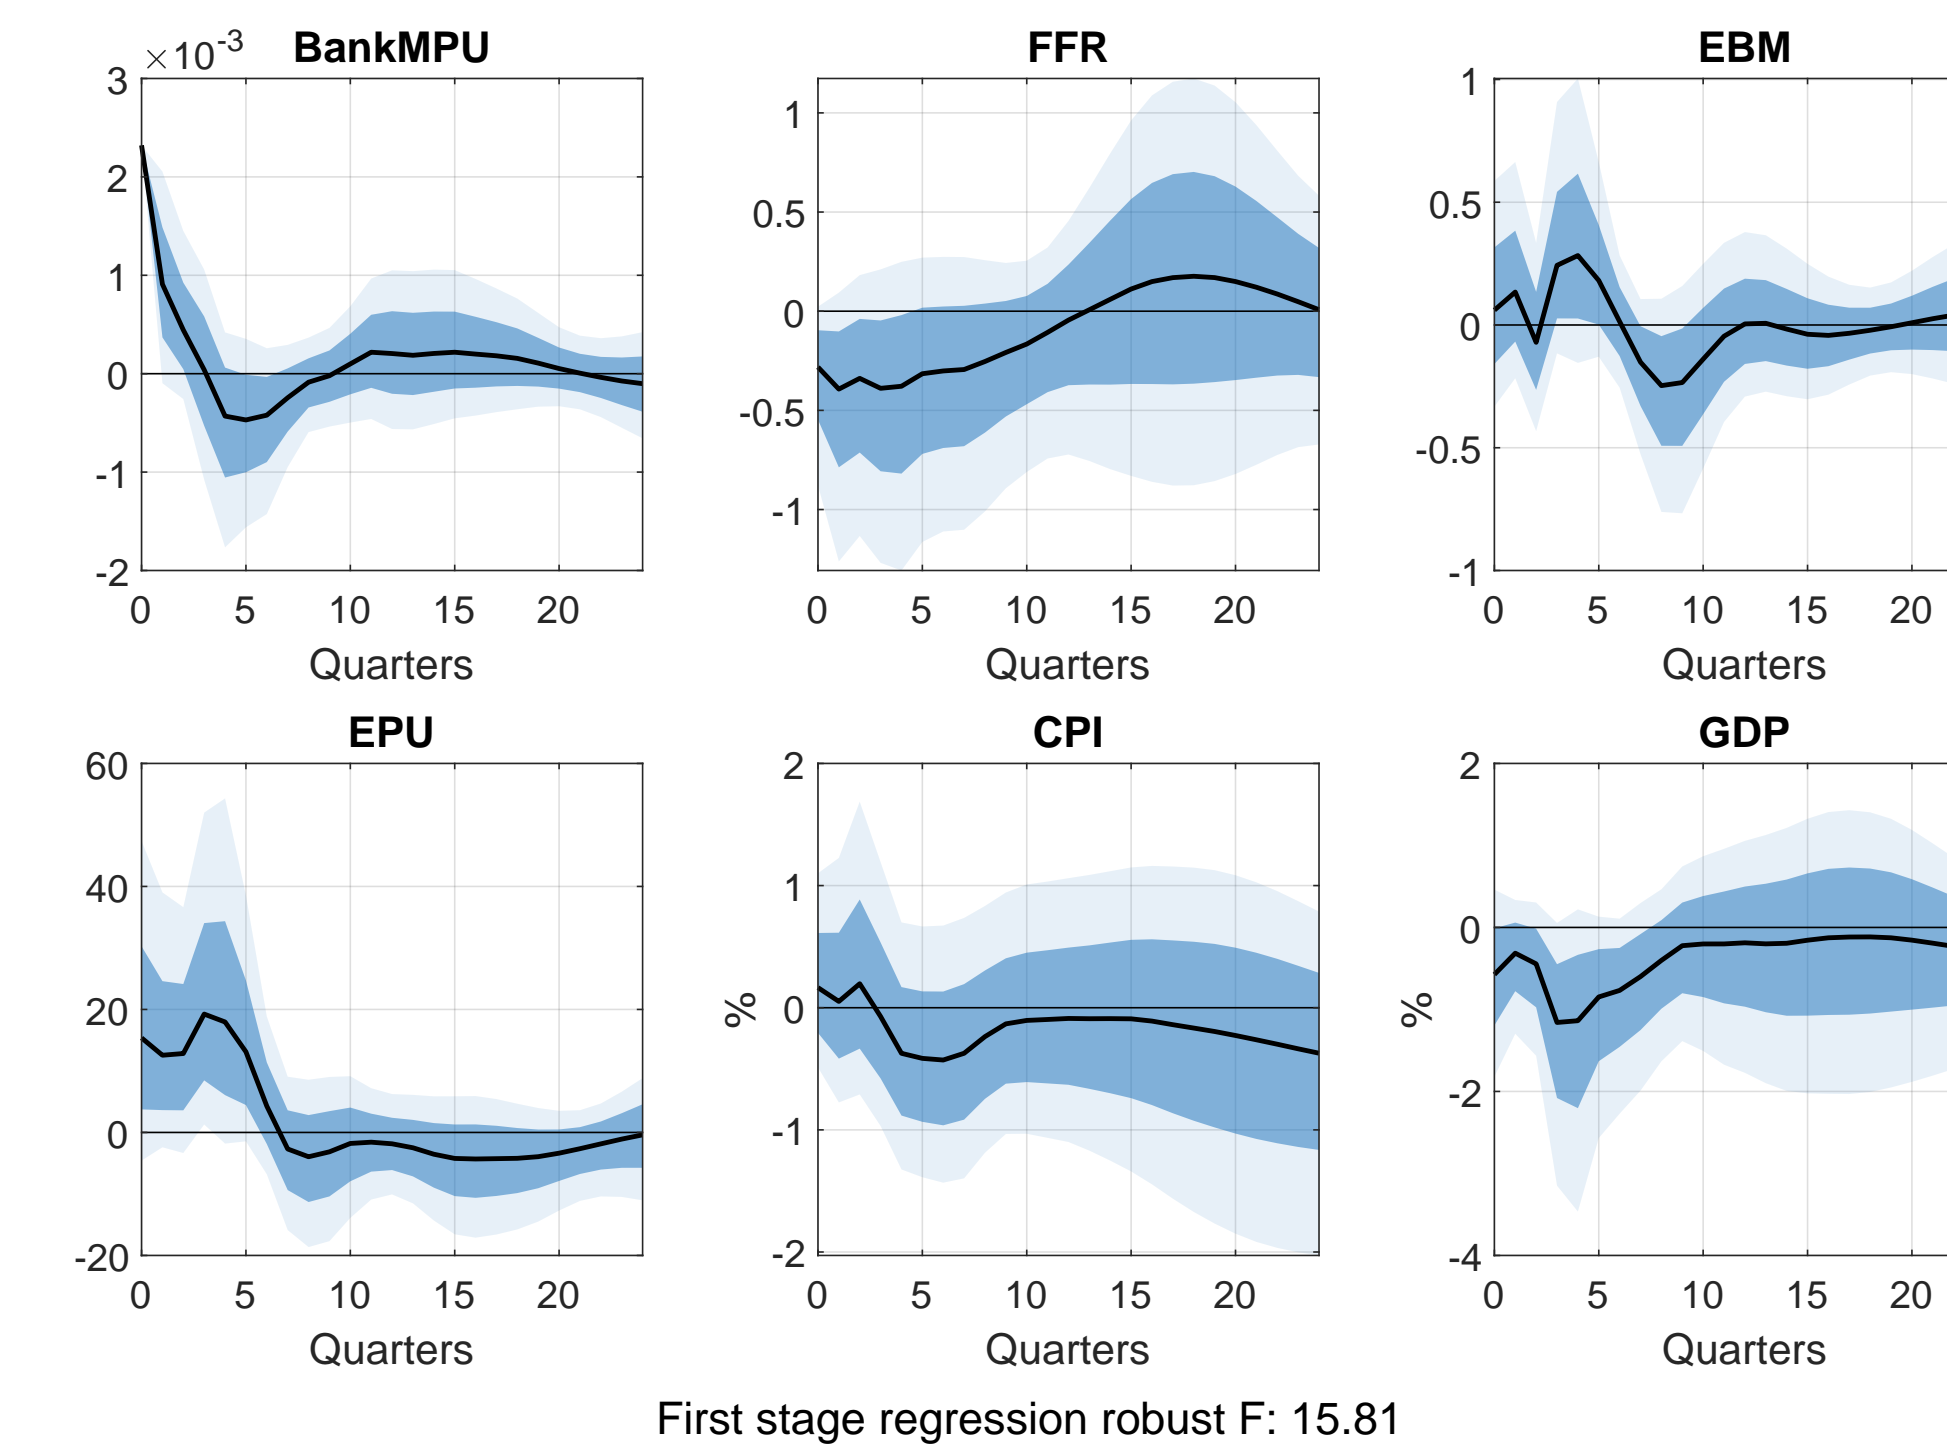 ×10-3 BankMPU FFR EBM
3 2 1 0 -1 -2
1 0.5 0 -0.5 -1
1 0.5 0 -0.5 -1
0 5 10 15 20
0 5 10 15 20
0 5 10 15 20
Quarters Quarters Quarters
EPU CPI GDP
60 40 20 0 -20
% 2 1 0 -1 -2
% 2 0 -2 -4
0 5 10 15 20
0 5 10 15 20
0 5 10 15 20
Quarters Quarters Quarters
First stage regression robust F: 15.81